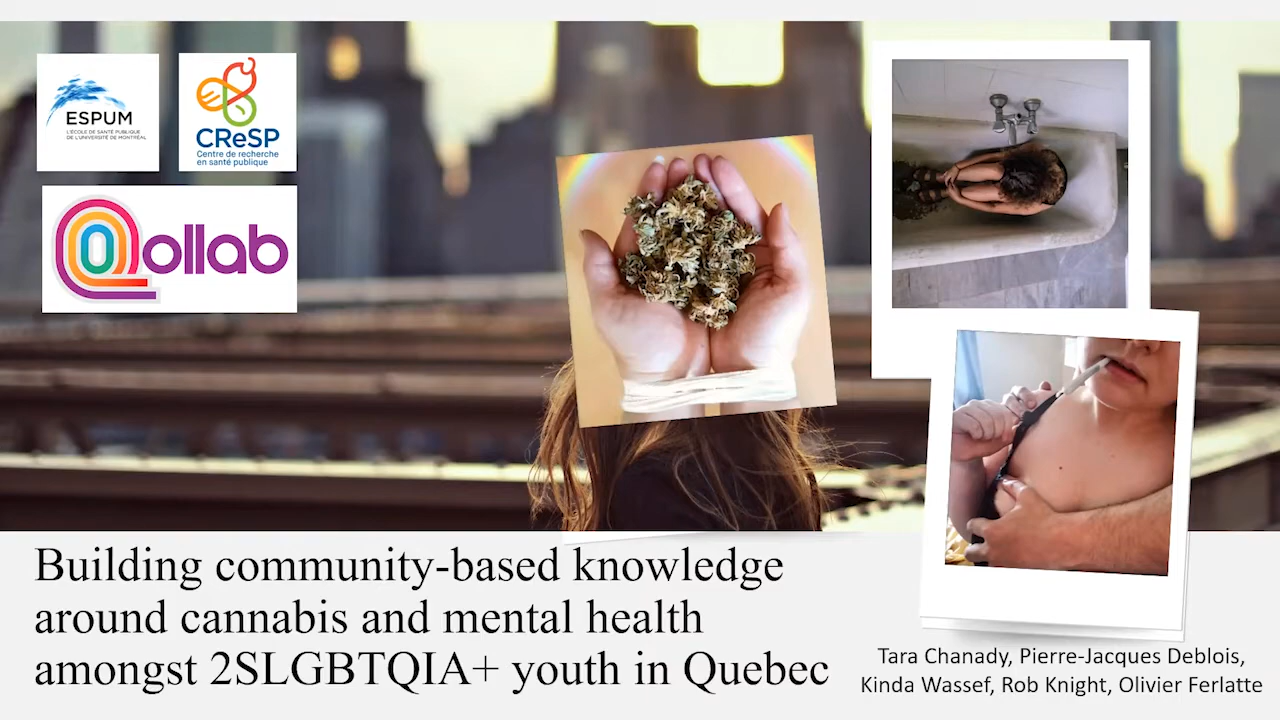 ESPUM
L'ÉCOLE DE SANTÉ PUBLIQUE
DE L'UNIVERSITÉ DE MONTRÉAL
CReSP
Centre de recherche
en santé publique
Qollab
Building community-based knowledge
around cannabis and mental health
amongst 2SLGBTQIA+ youth in Quebec
Tara Chanady, Pierre-Jacques Deblois,
Kinda Wassef, Rob Knight, Olivier Ferlatte